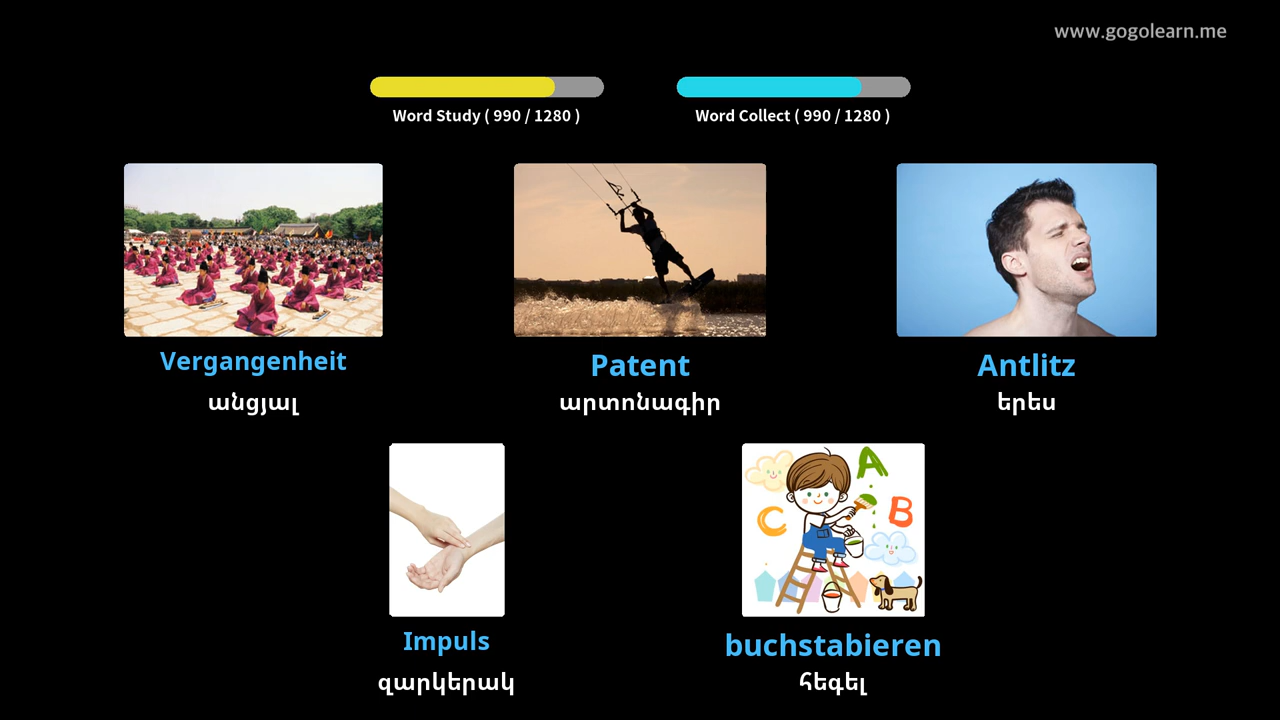 www.gogolearn.me
Word Study ( 990 / 1280 )
Word Collect ( 990 / 1280 )
Vergangenheit
անցյալ
Patent
արտոնագիր
Antlitz
երես
Impuls
զարկերակ
A
B
C
buchstabieren
հեգել